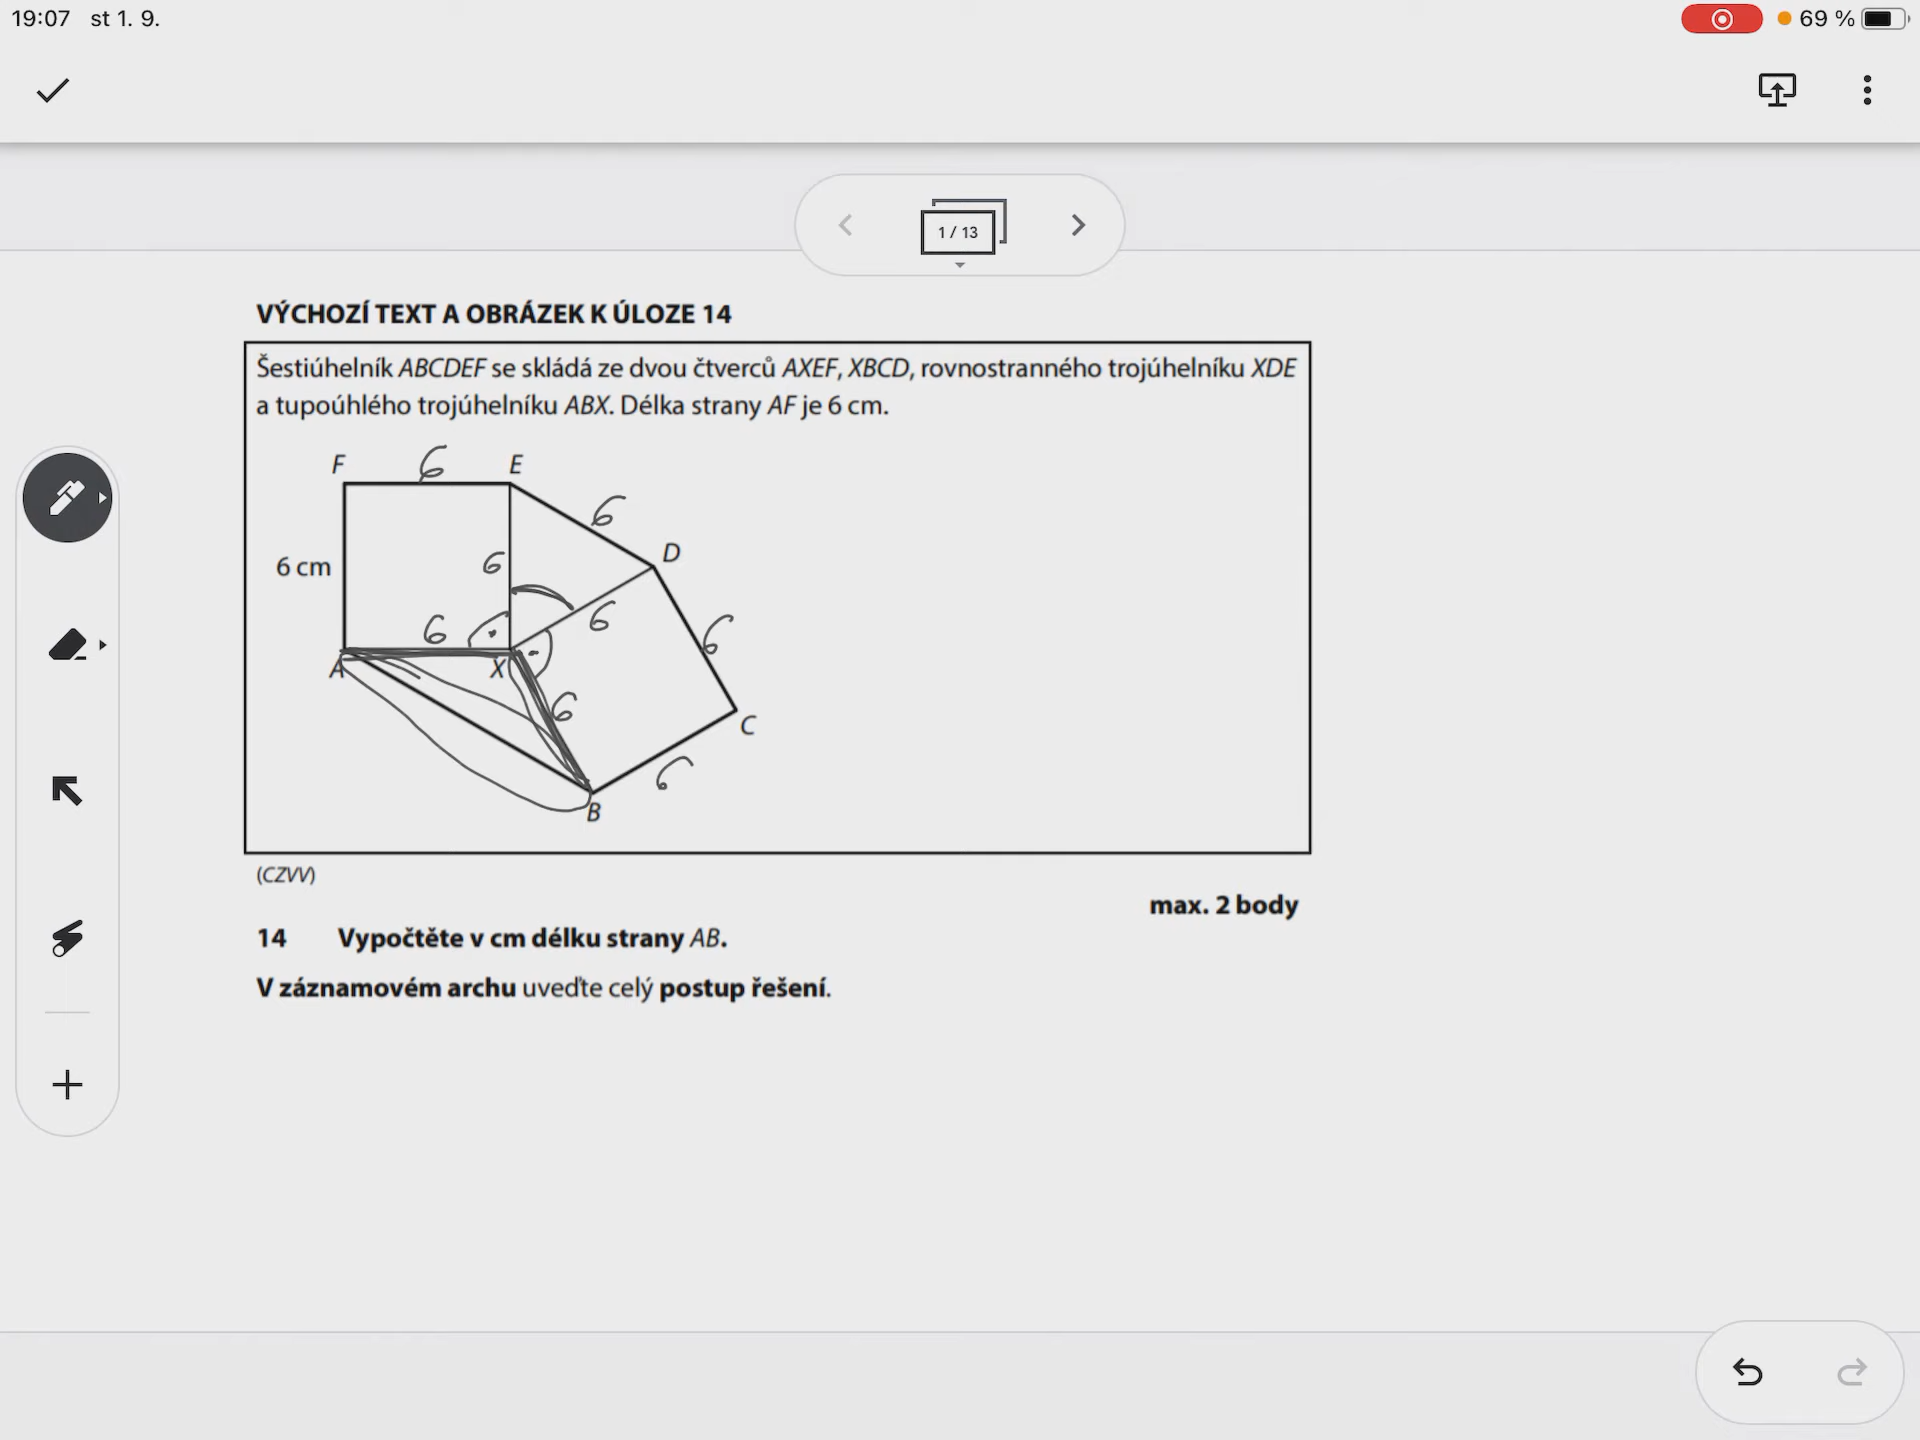 19:07 st 1. 9.
69 %
1 / 13
VÝCHOZÍ TEXT A OBRÁZEK K ÚLOZE 14
Šestiúhelník ABCDEF se skládá ze dvou čtverců AXEF, XBCD, rovnostranného trojúhelníku XDE
a tupoúhlého trojúhelníku ABX. Délka strany AF je 6 cm.
F 6 E
6
D
6 cm 6
6
6 6
A X
6
C
6
B
(CZVV)
max. 2 body
14 Vypočtěte v cm délku strany AB.
V záznamovém archu uveďte celý postup řešení.